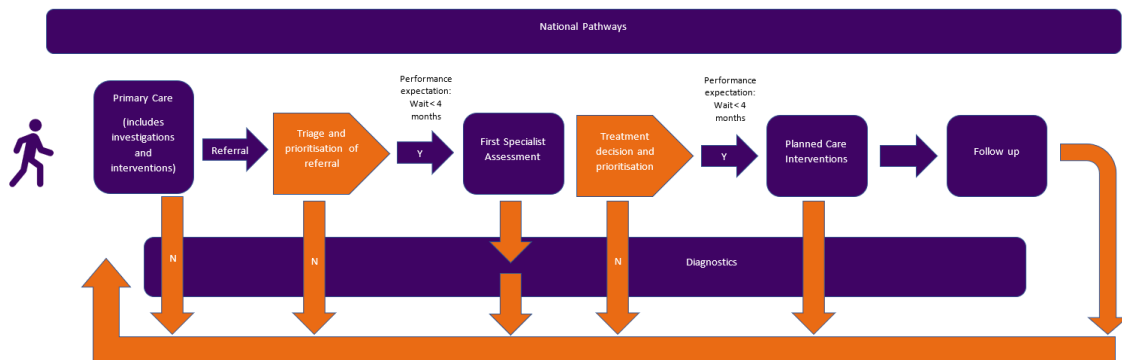 National Pathways
Performance
expectation:
Wait< 4
months
Performance
expectation:
Wait< 4
months
Primary Care
(includes
investigations
and
interventions)
Referral
Triage and
prioritisation of
referral
Y
First Specialist
Assessment
Treatment
decision and
prioritisation
Y
Planned Care
Interventions
Follow up
N
N
N
Diagnostics